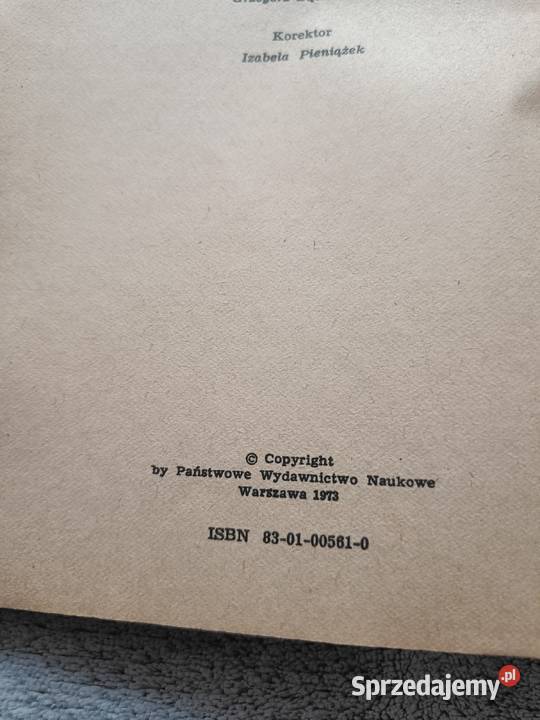 Korektor
Izabela Pieniążek
© Copyright
by Państwowe Wydawnictwo Naukowe
Warszawa 1973
ISBN 83-01-00561-0
Sprzedajemy.pl